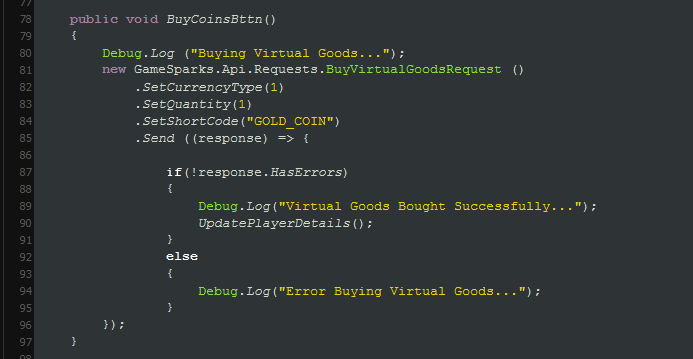 77
78 public void BuyCoinsBttn()
79 {
80 Debug.Log ("Buying Virtual Goods...");
81 new GameSparks.Api.Requests.BuyVirtualGoodsRequest ()
82 .SetCurrencyType(1)
83 .SetQuantity(1)
84 .SetShortCode("GOLD_COIN")
85 .Send ((response) => {
86
87 if(!response.HasErrors)
88 {
89 Debug.Log("Virtual Goods Bought Successfully...");
90 UpdatePlayerDetails();
91 }
92 else
93 {
94 Debug.Log("Error Buying Virtual Goods...");
95 }
96 });
97 }
98